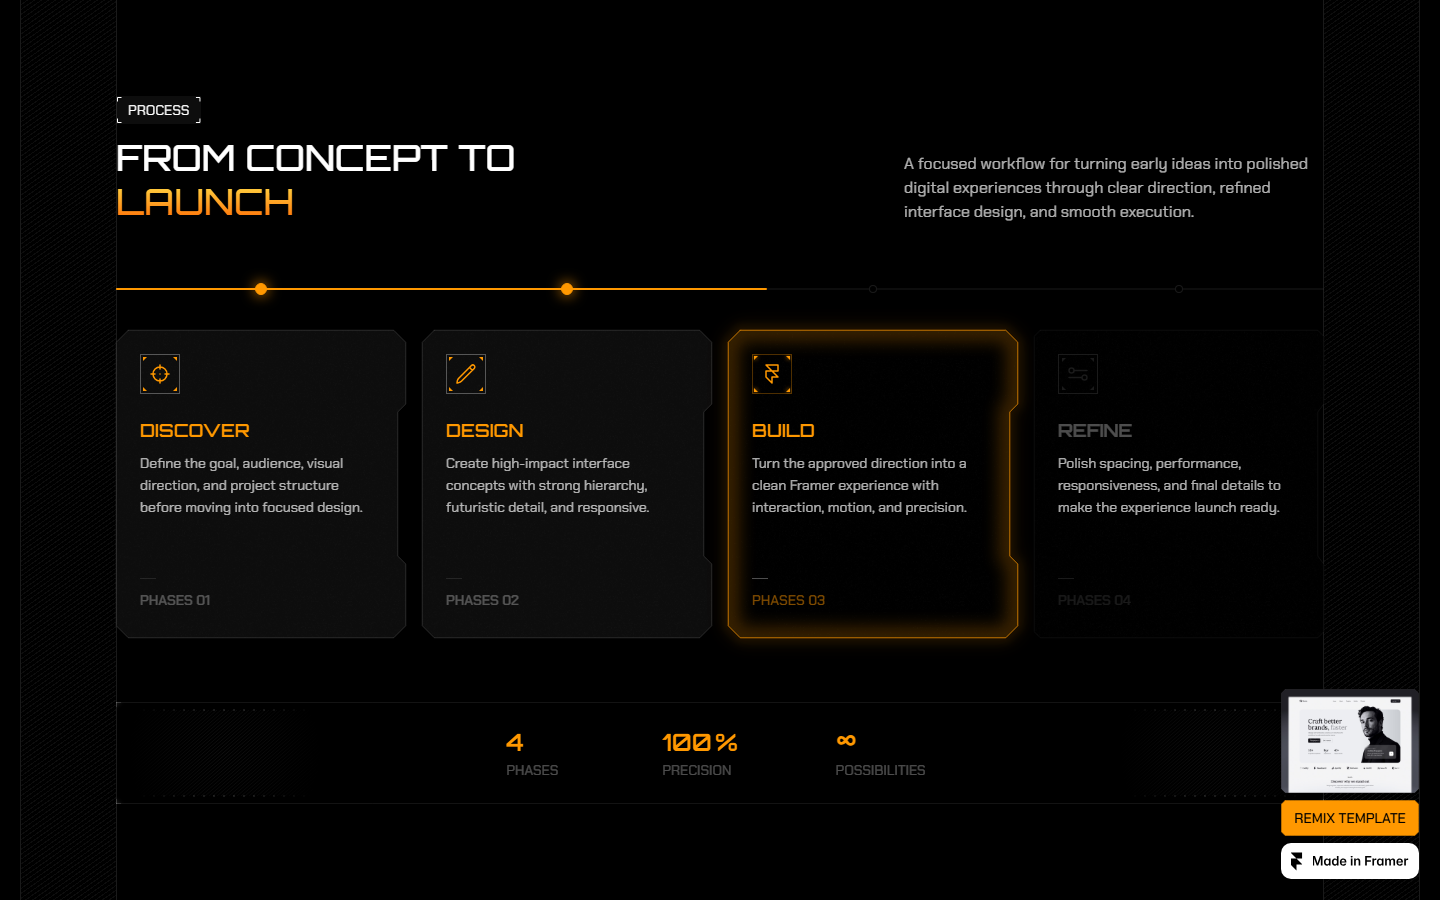 PROCESS
FROM CONCEPT TO
LAUNCH
A focused workflow for turning early ideas into polished
digital experiences through clear direction, refined
interface design, and smooth execution.
DISCOVER
Define the goal, audience, visual
direction, and project structure
before moving into focused design.
PHASES 01
DESIGN
Create high-impact interface
concepts with strong hierarchy,
futuristic detail, and responsive.
PHASES 02
BUILD
Turn the approved direction into a
clean Framer experience with
interaction, motion, and precision.
PHASES 03
REFINE
Polish spacing, performance,
responsiveness, and final details to
make the experience launch ready.
PHASES 04
4
PHASES
100%
PRECISION
∞
POSSIBILITIES
Craft better
brands, faster
REMIX TEMPLATE
Made in Framer